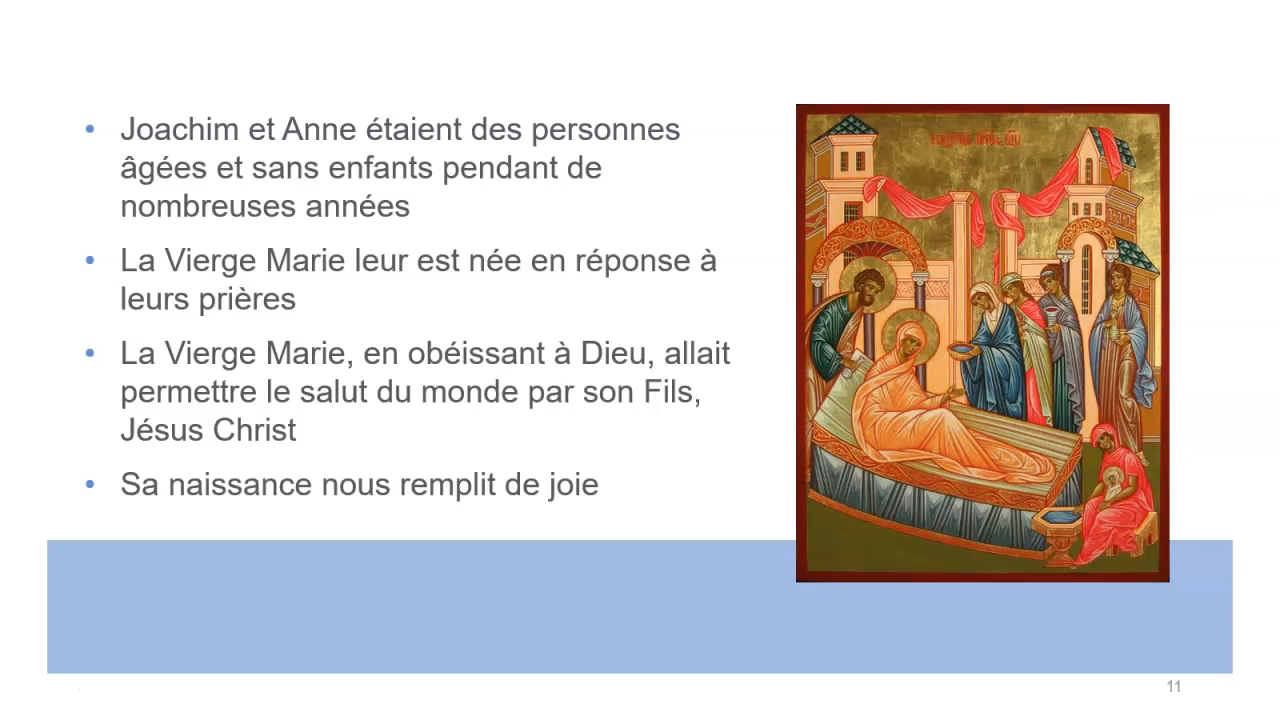 • Joachim et Anne étaient des personnes
âgées et sans enfants pendant de
nombreuses années
• La Vierge Marie leur est née en réponse à
leurs prières
• La Vierge Marie, en obéissant à Dieu, allait
permettre le salut du monde par son Fils,
Jésus Christ
• Sa naissance nous remplit de joie
11